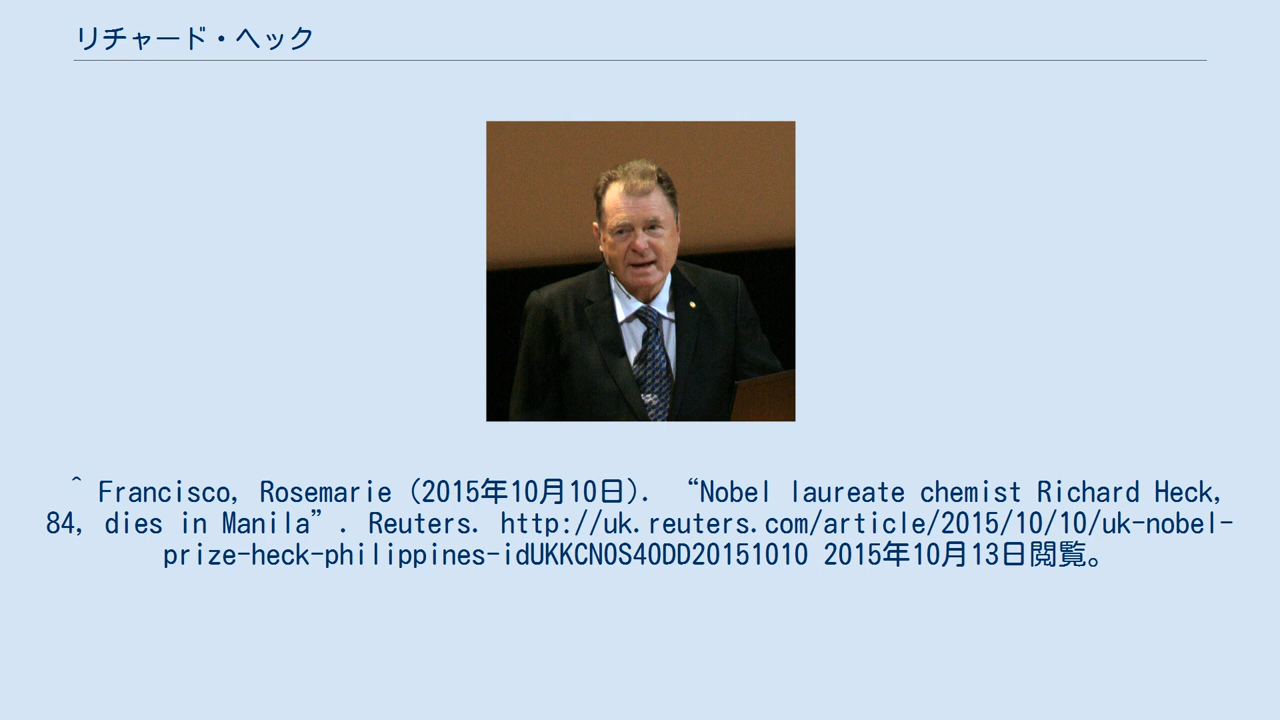 リチャード・ヘック
^ Francisco, Rosemarie (2015年10月10日). “Nobel laureate chemist Richard Heck,
84, dies in Manila”. Reuters. http://uk.reuters.com/article/2015/10/10/uk-nobel-
prize-heck-philippines-idUKKCN0S40DD20151010 2015年10月13日閲覧。